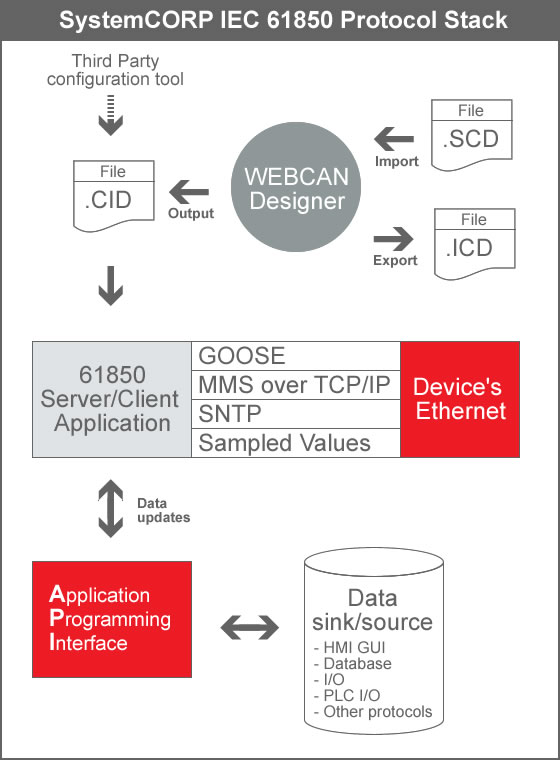 SystemCORP IEC 61850 Protocol Stack
Third Party
configuration tool
File
.CID
Output
WEBCAN
Designer
Import
File
.SCD
Export
File
.ICD
61850
Server/Client
Application
GOOSE
MMS over TCP/IP
SNTP
Sampled Values
Device's
Ethernet
Data
updates
Application
Programming
Interface
Data
sink/source
- HMI GUI
- Database
- I/O
- PLC I/O
- Other protocols